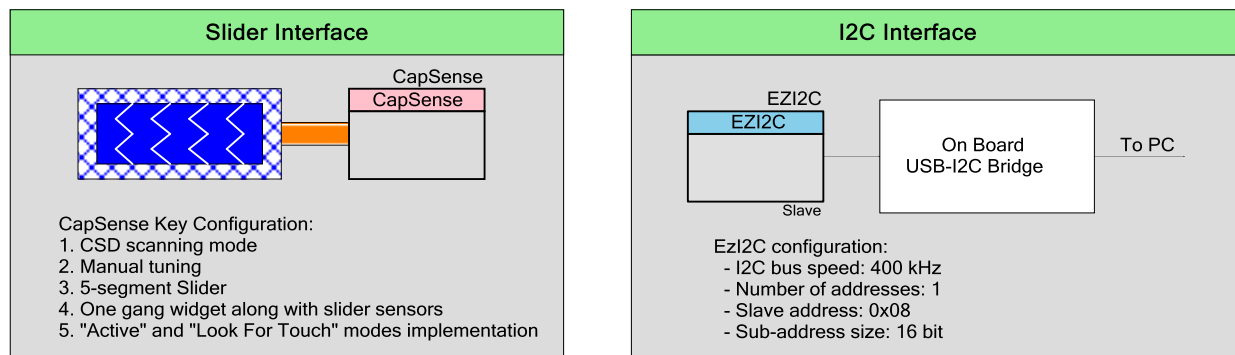 Slider Interface
CapSense
CapSense
CapSense Key Configuration:
1. CSD scanning mode
2. Manual tuning
3. 5-segment Slider
4. One gang widget along with slider sensors
5. "Active" and "Look For Touch" modes implementation
I2C Interface
EZI2C
EZI2C
Slave
On Board
USB-I2C Bridge
To PC
EzI2C configuration:
- I2C bus speed: 400 kHz
- Number of addresses: 1
- Slave address: 0x08
- Sub-address size: 16 bit